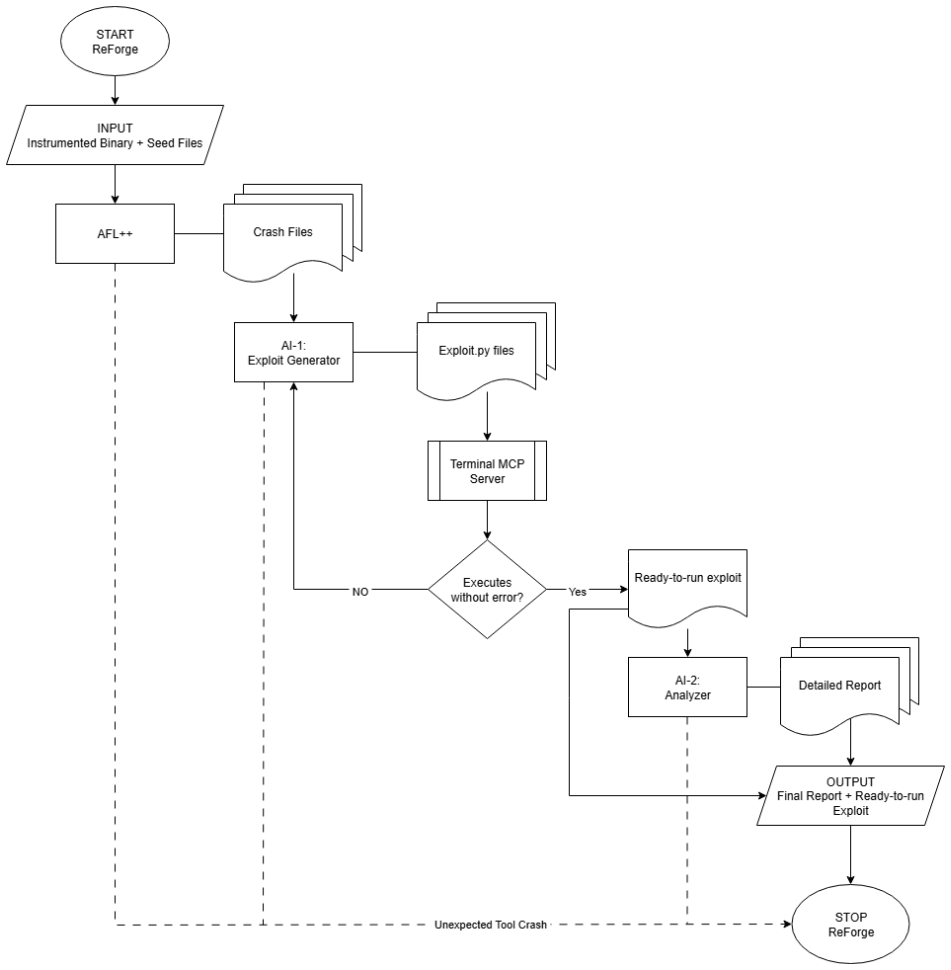 START
ReForge
INPUT
Instrumented Binary + Seed Files
AFL++
Crash Files
AI-1:
Exploit Generator
Exploit.py files
Terminal MCP
Server
Executes
without error?
NO
Yes
Ready-to-run exploit
AI-2:
Analyzer
Detailed Report
OUTPUT
Final Report + Ready-to-run
Exploit
Unexpected Tool Crash
STOP
ReForge